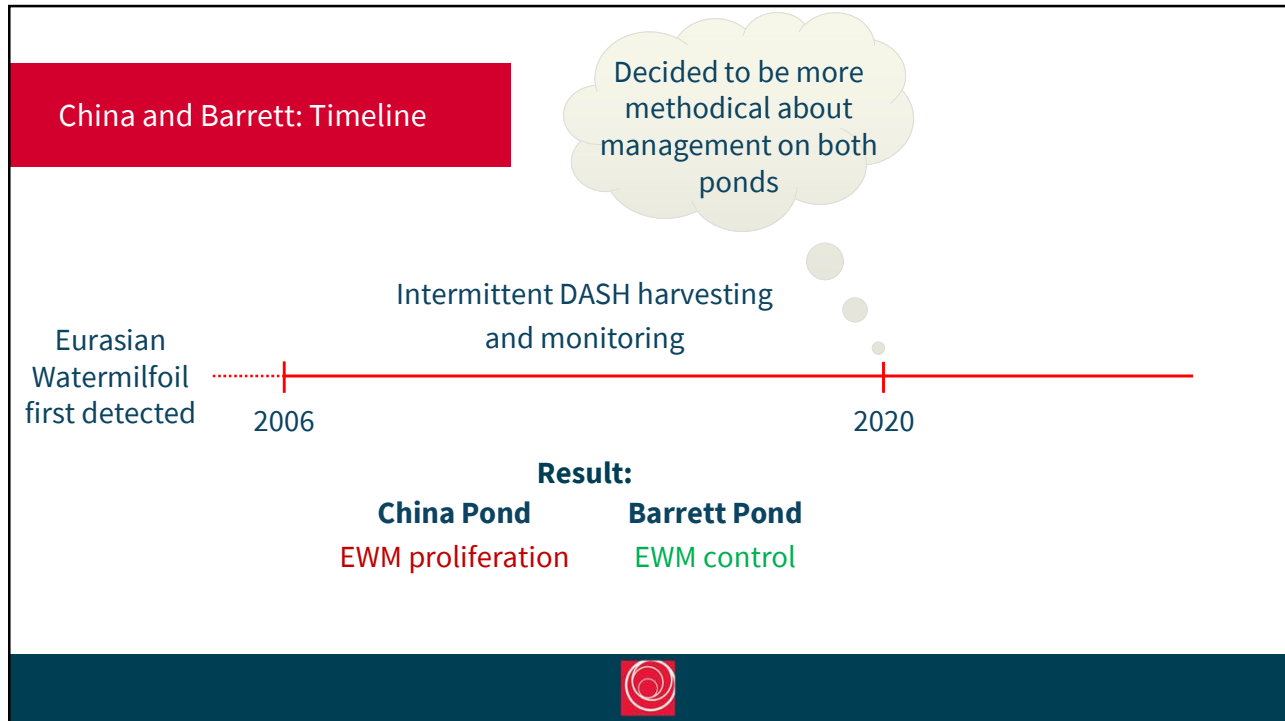 China and Barrett: Timeline
Decided to be more
methodical about
management on both
ponds
Intermittent DASH harvesting
and monitoring
Eurasian
Watermilfoil
first detected
2006
2020
Result:
China Pond
Barrett Pond
EWM proliferation
EWM control